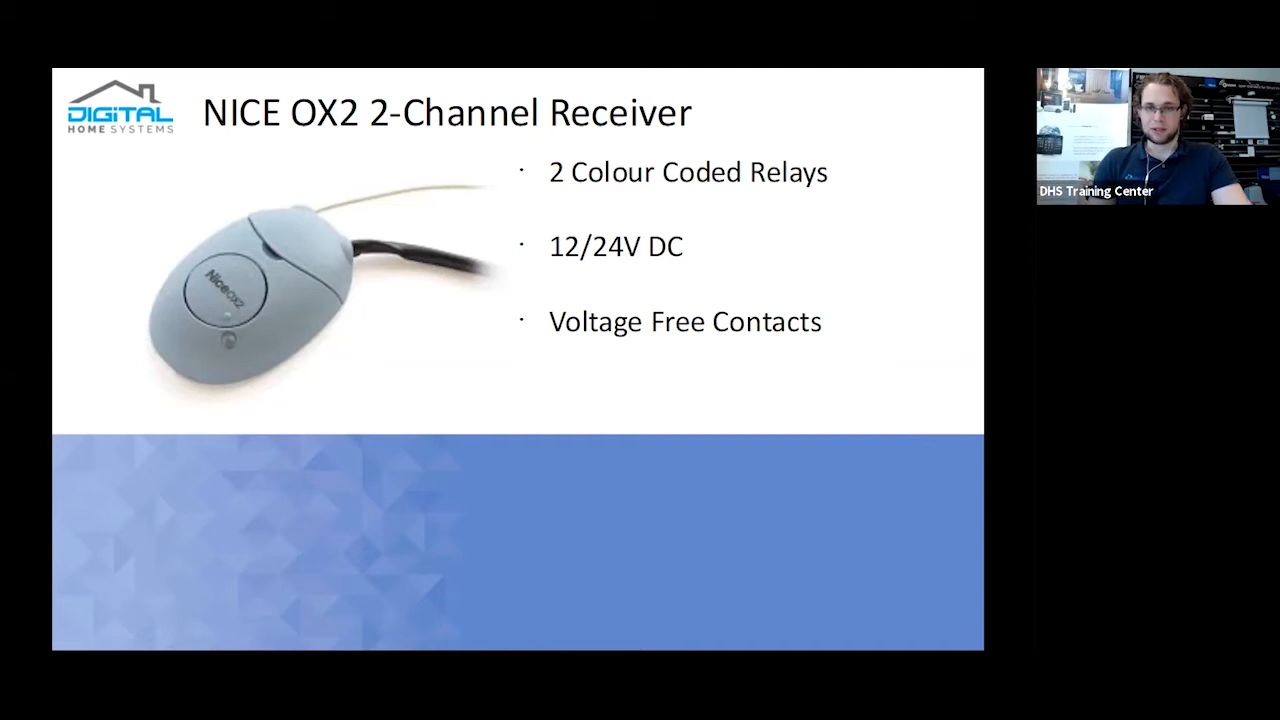 DIGITAL
HOME SYSTEMS
NICE OX2 2-Channel Receiver
· 2 Colour Coded Relays
· 12/24V DC
· Voltage Free Contacts
Niceox2
DHS Training Center